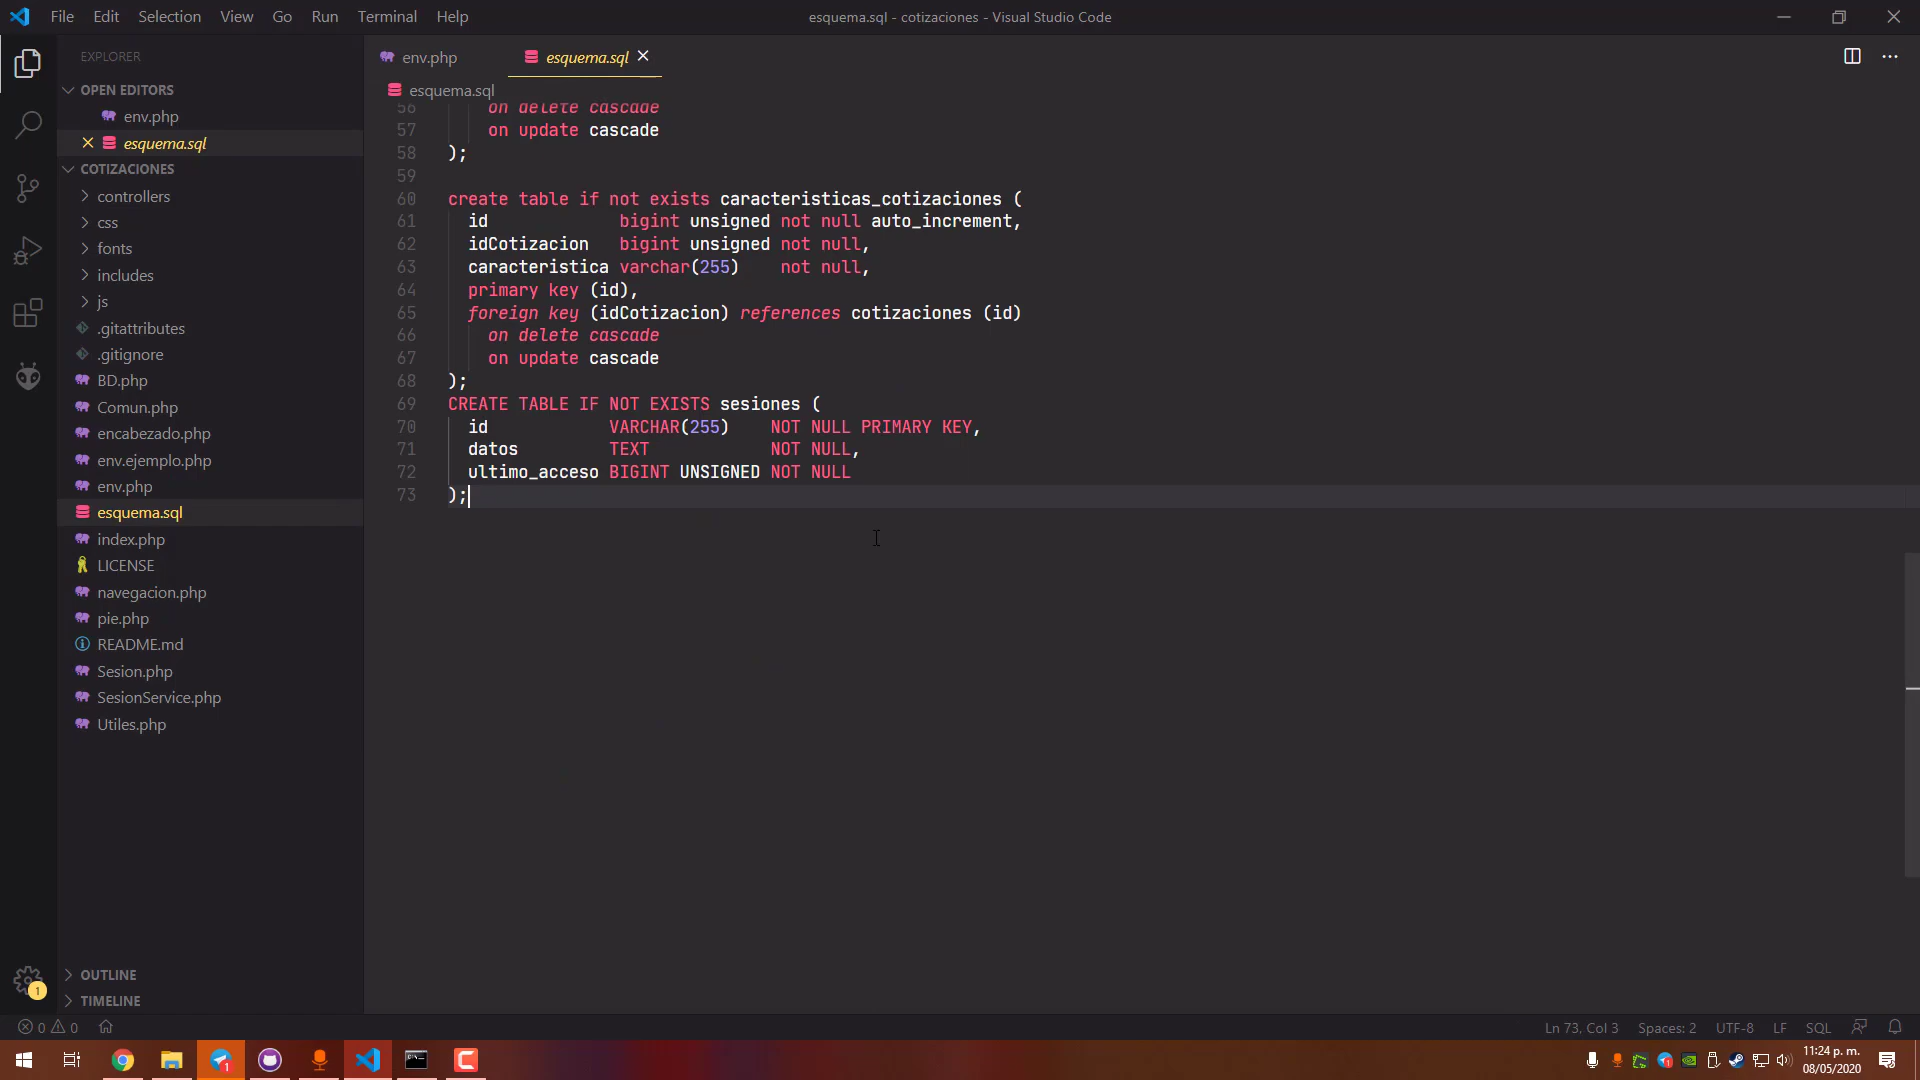 File Edit Selection View Go Run Terminal Help
esquema.sql - cotizaciones - Visual Studio Code
EXPLORER
OPEN EDITORS
env.php
esquema.sql
COTIZACIONES
controllers
css
fonts
includes
js
.gitattributes
.gitignore
BD.php
Comun.php
encabezado.php
env.ejemplo.php
env.php
esquema.sql
index.php
LICENSE
navegacion.php
pie.php
README.md
Sesion.php
SesionService.php
Utiles.php
OUTLINE
TIMELINE
env.php
esquema.sql
esquema.sql
56 on delete cascade
57 on update cascade
58 );
59
60 create table if not exists caracteristicas_cotizaciones (
61 id bigint unsigned not null auto_increment,
62 idCotizacion bigint unsigned not null,
63 caracteristica varchar(255) not null,
64 primary key (id),
65 foreign key (idCotizacion) references cotizaciones (id)
66 on delete cascade
67 on update cascade
68 );
69 CREATE TABLE IF NOT EXISTS sesiones (
70 id VARCHAR(255) NOT NULL PRIMARY KEY,
71 datos TEXT NOT NULL,
72 ultimo_acceso BIGINT UNSIGNED NOT NULL
73 );
1
0 0
Ln 73, Col 3 Spaces: 2 UTF-8 LF SQL
1
11:24 p. m.
08/05/2020